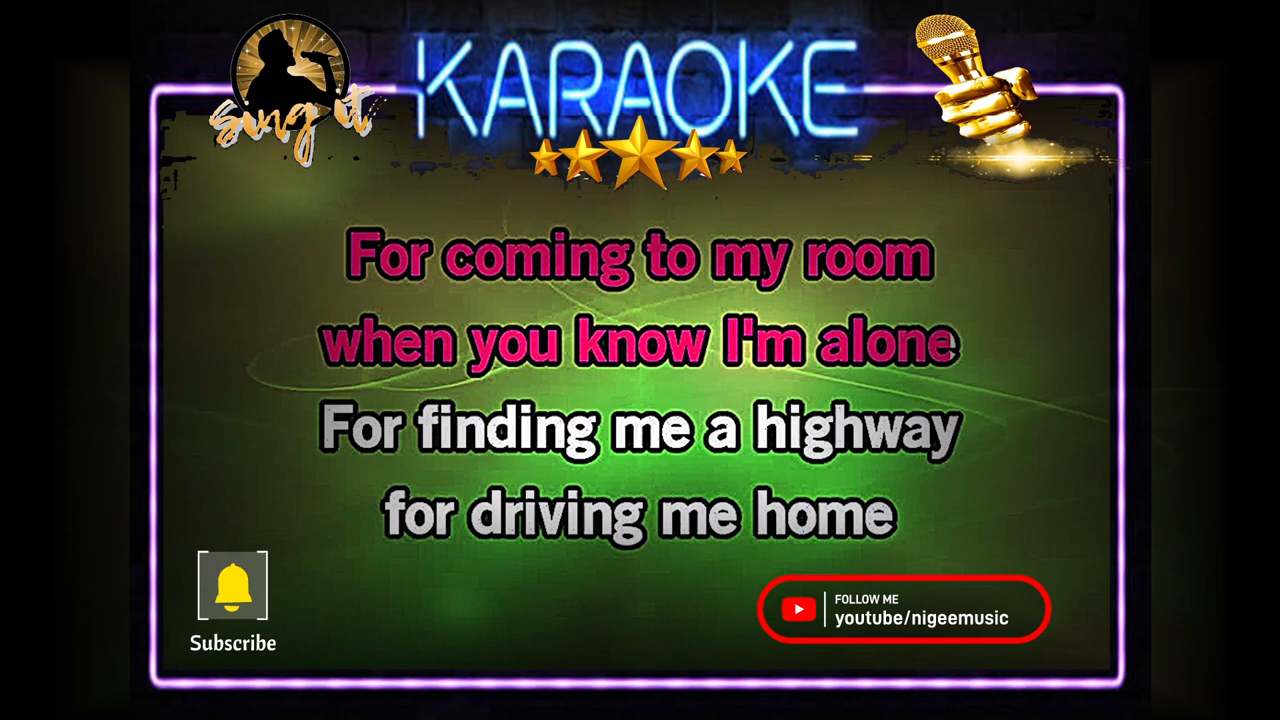 sing it
KARAOKE
For coming to my room
when you know I'm alone
For finding me a highway
for driving me home
Subscribe
FOLLOW ME
youtube/nigeemusic